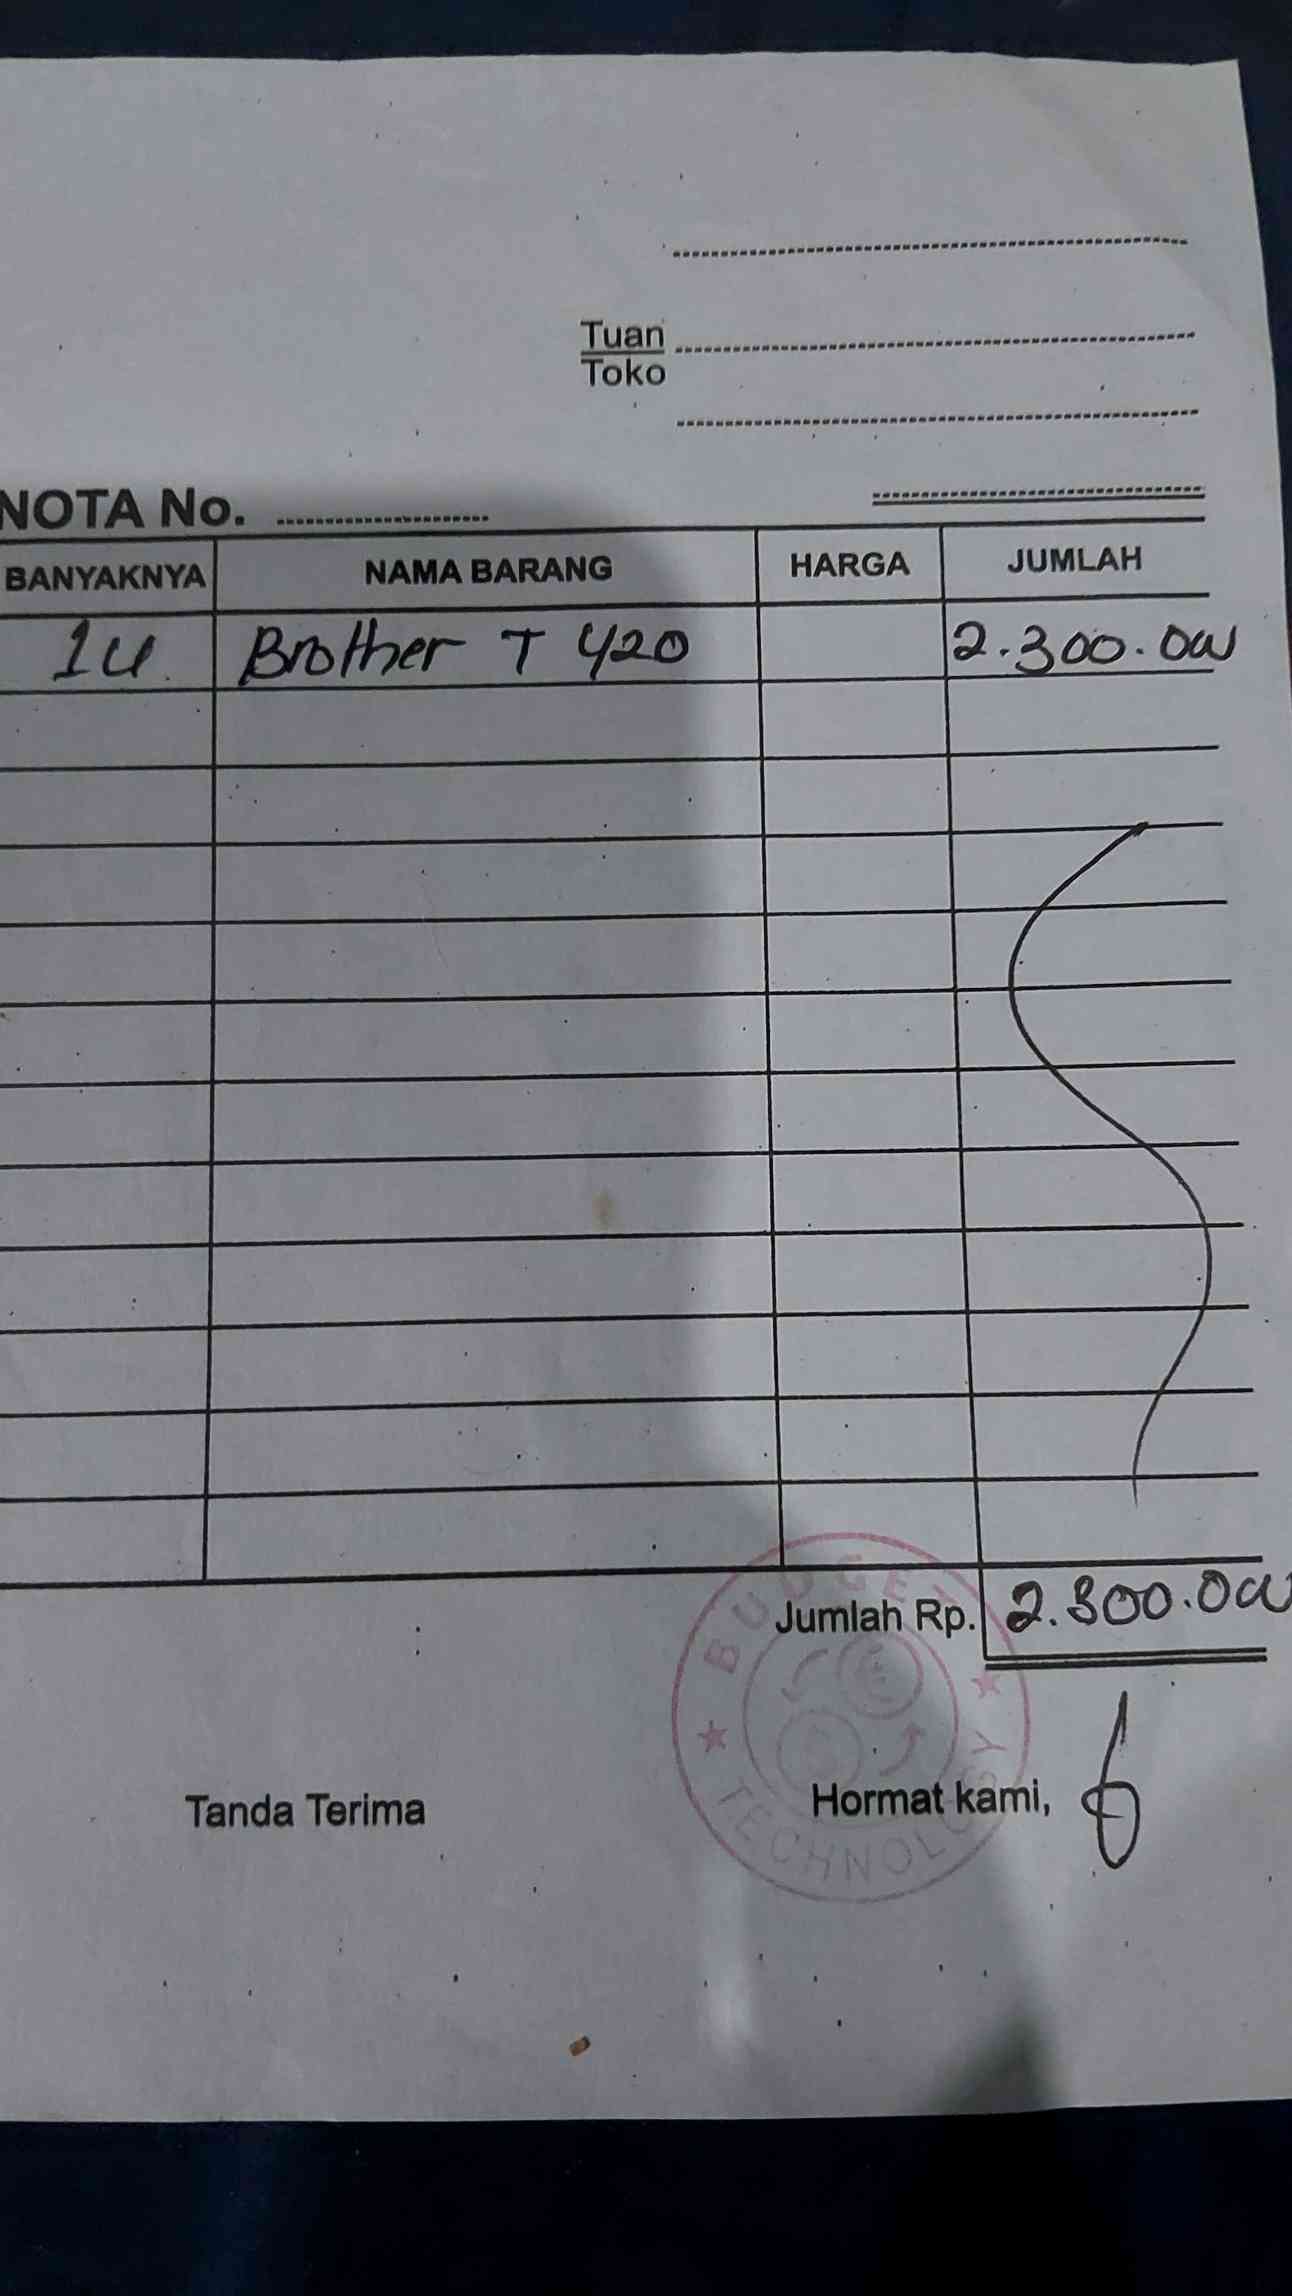 Tuan
Toko
NOTA No.
BANYAKNYA NAMA BARANG HARGA JUMLAH
1U Brother T 420 2.300.000
Jumlah Rp. 2.300.000
BUDGET TECHNOLOGY
Tanda Terima Hormat kami,